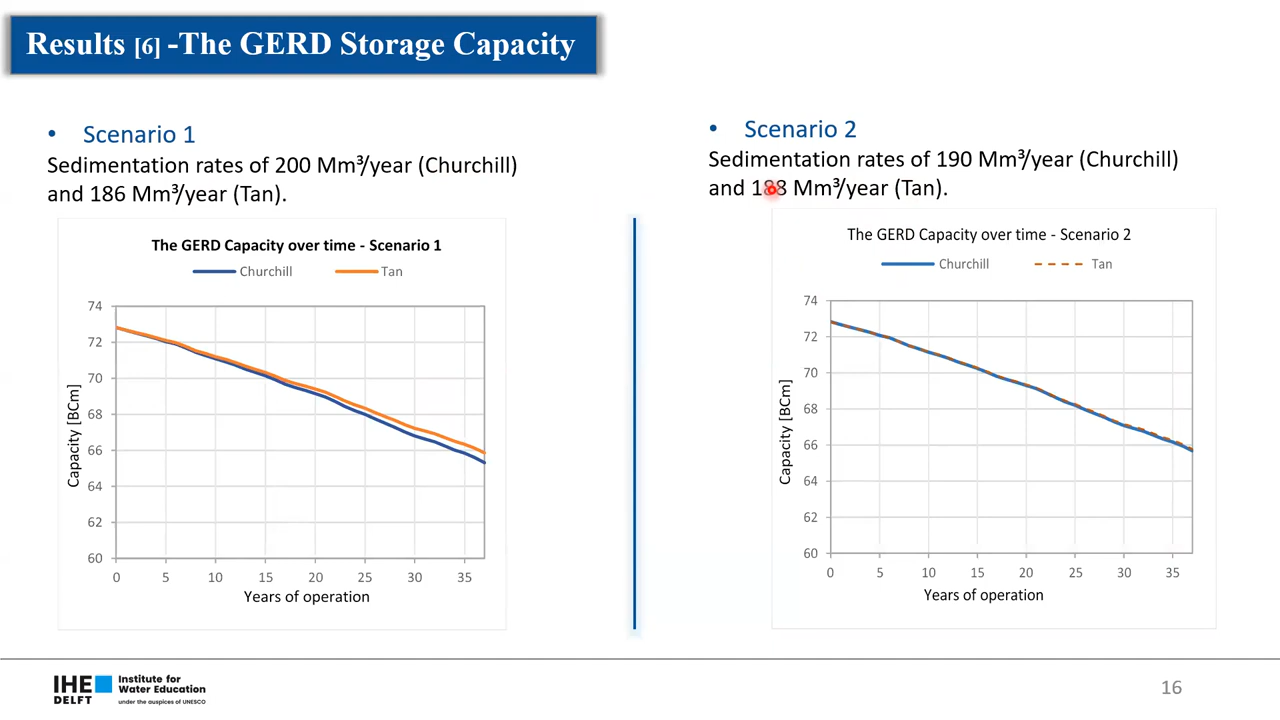 Results [6] -The GERD Storage Capacity
• Scenario 1
Sedimentation rates of 200 Mm³/year (Churchill)
and 186 Mm³/year (Tan).
The GERD Capacity over time - Scenario 1
Churchill Tan
74
72
70
68
66
64
62
60
Capacity [BCm]
0 5 10 15 20 25 30 35
Years of operation
• Scenario 2
Sedimentation rates of 190 Mm³/year (Churchill)
and 188 Mm³/year (Tan).
The GERD Capacity over time - Scenario 2
Churchill Tan
74
72
70
68
66
64
62
60
Capacity [BCm]
0 5 10 15 20 25 30 35
Years of operation
IHE DELFT
Institute for
Water Education
under the auspices of UNESCO
16